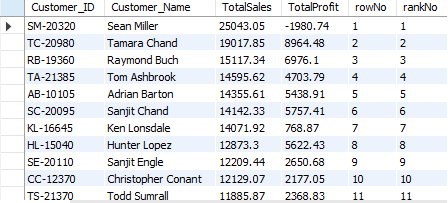 Customer_ID Customer_Name TotalSales TotalProfit rowNo rankNo
SM-20320 Sean Miller 25043.05 -1980.74 1 1
TC-20980 Tamara Chand 19017.85 8964.48 2 2
RB-19360 Raymond Buch 15117.34 6976.1 3 3
TA-21385 Tom Ashbrook 14595.62 4703.79 4 4
AB-10105 Adrian Barton 14355.61 5438.91 5 5
SC-20095 Sanjit Chand 14142.33 5757.41 6 6
KL-16645 Ken Lonsdale 14071.92 768.87 7 7
HL-15040 Hunter Lopez 12873.3 5622.43 8 8
SE-20110 Sanjit Engle 12209.44 2650.68 9 9
CC-12370 Christopher Conant 12129.07 2177.05 10 10
TS-21370 Todd Sumrall 11885.87 2368.83 11 11